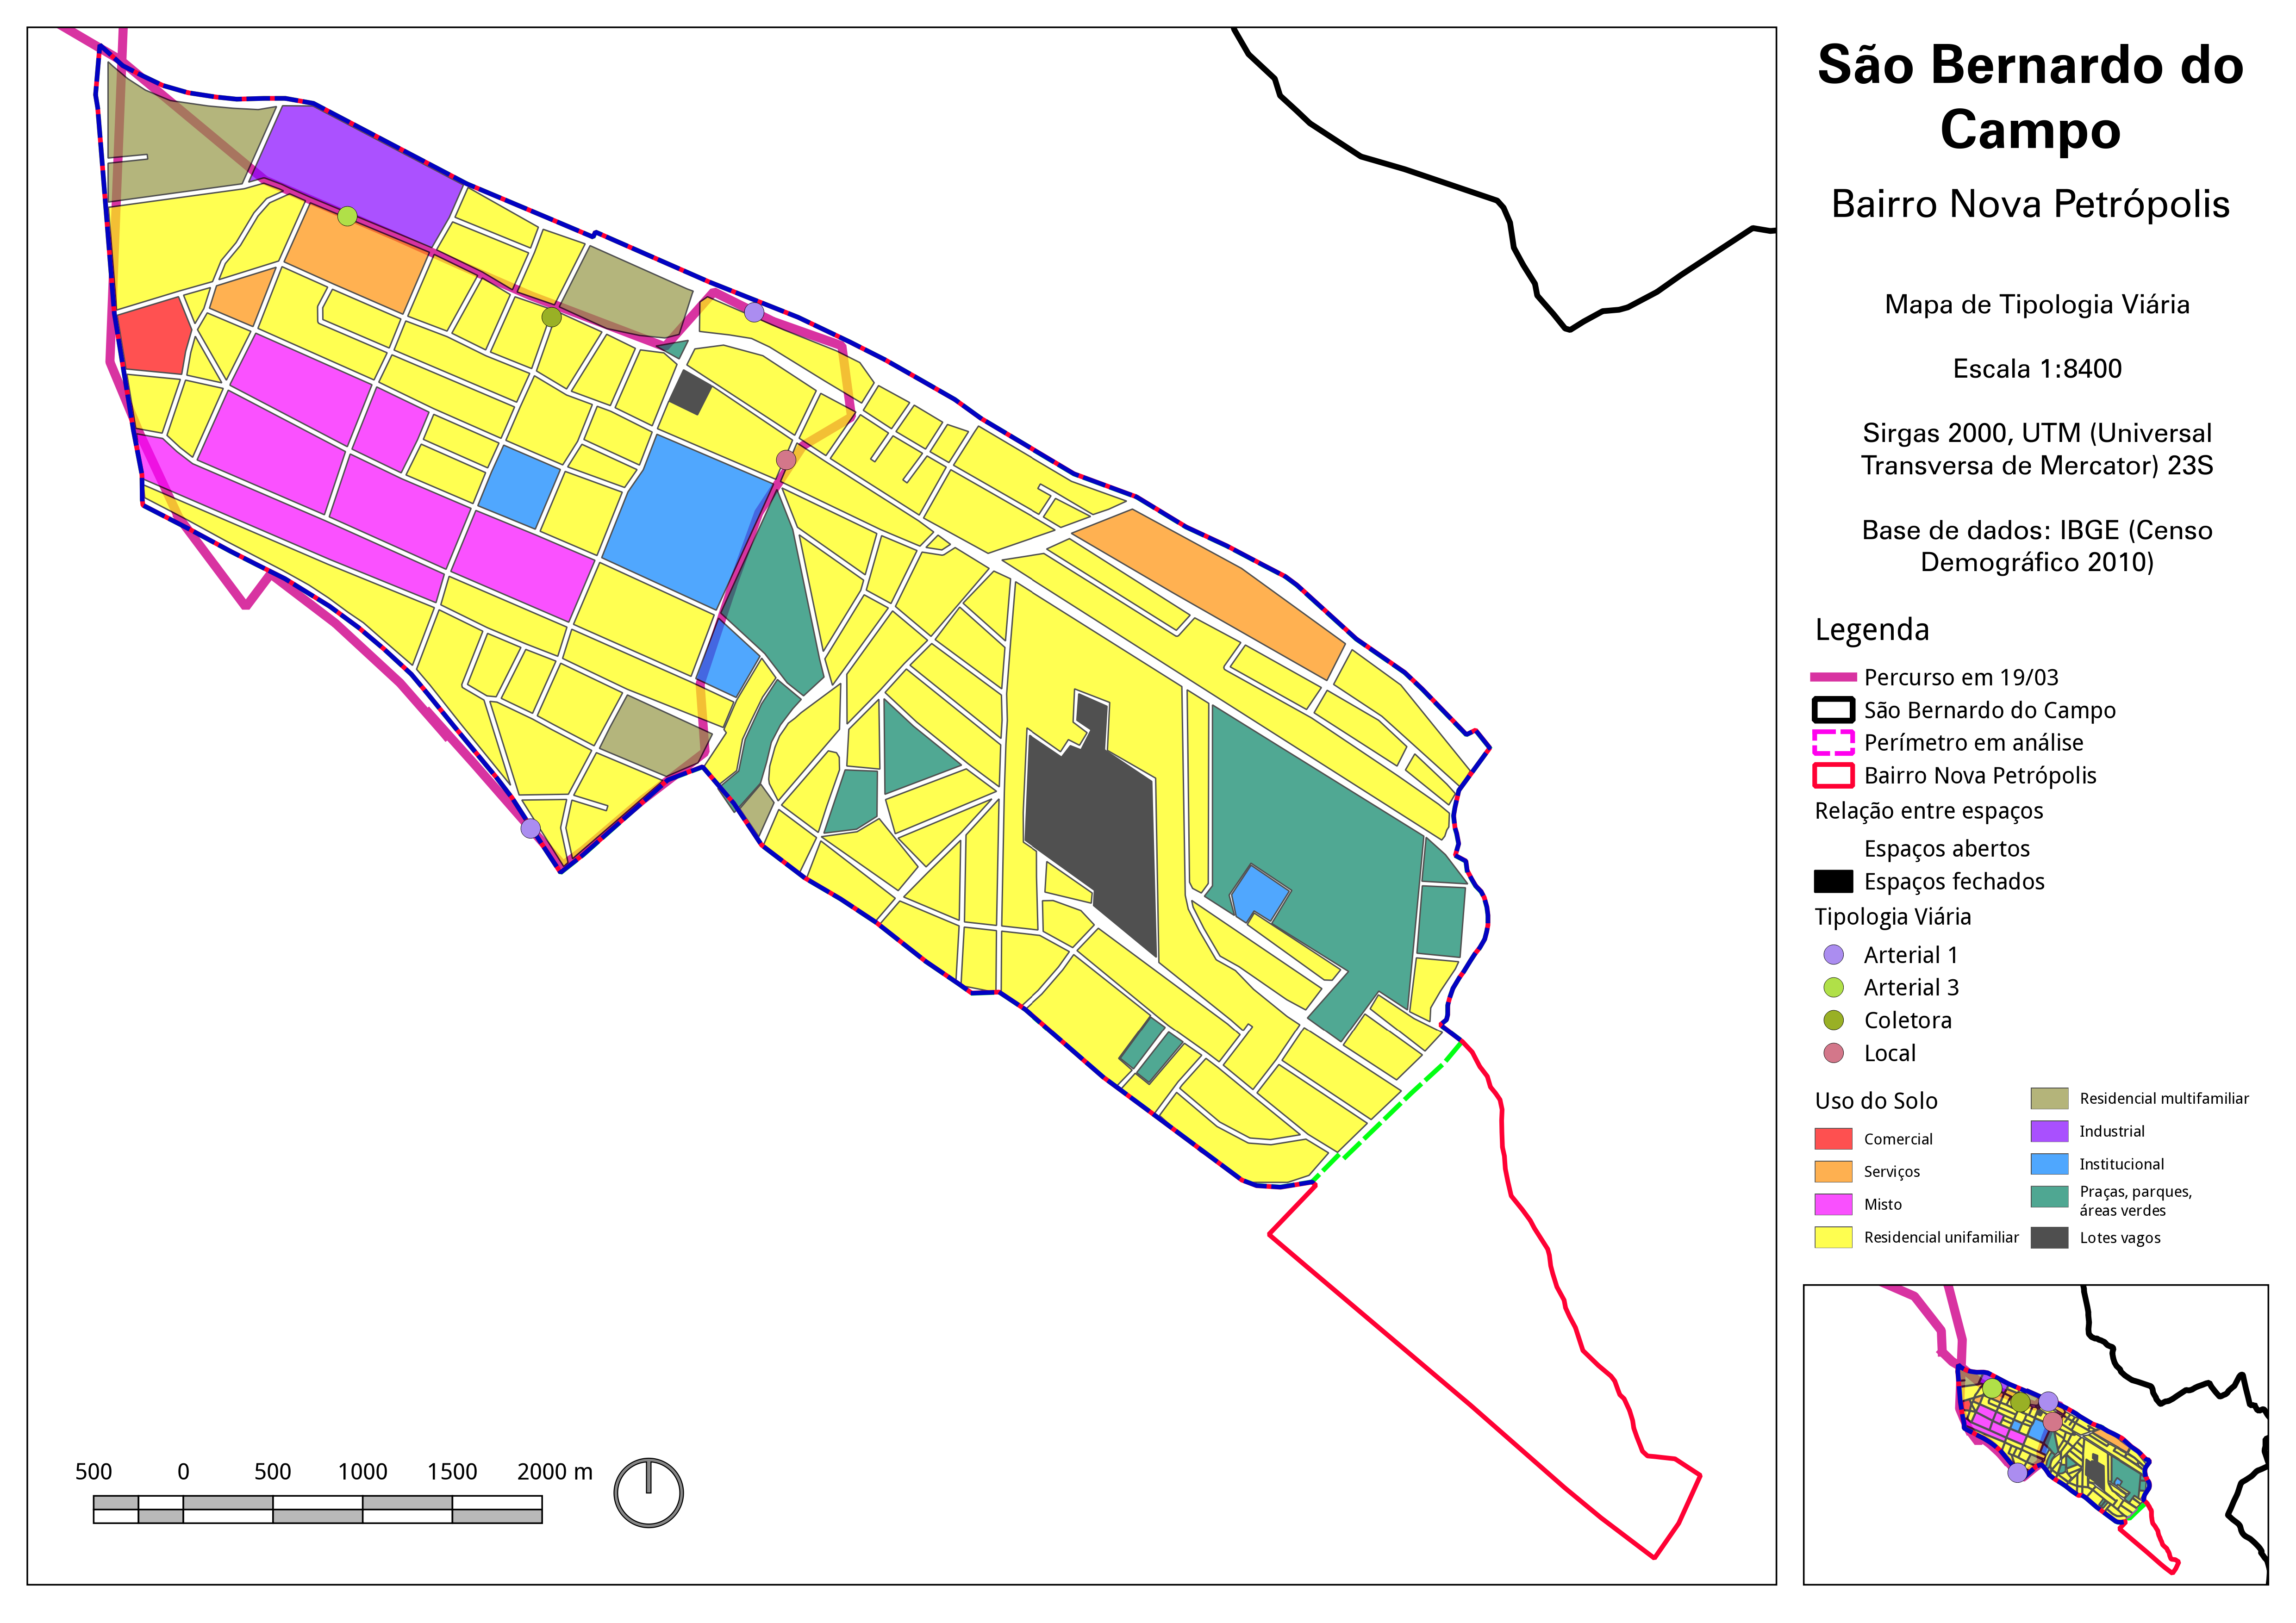 São Bernardo do
Campo
Bairro Nova Petrópolis
Mapa de Tipologia Viária
Escala 1:8400
Sirgas 2000, UTM (Universal
Transversa de Mercator) 23S
Base de dados: IBGE (Censo
Demográfico 2010)
Legenda
Percurso em 19/03
São Bernardo do Campo
Perímetro em análise
Bairro Nova Petrópolis
Relação entre espaços
Espaços abertos
Espaços fechados
Tipologia Viária
Arterial 1
Arterial 3
Coletora
Local
Uso do Solo
Comercial
Serviços
Misto
Residencial unifamiliar
Residencial multifamiliar
Industrial
Institucional
Praças, parques,
áreas verdes
Lotes vagos
500 0 500 1000 1500 2000 m